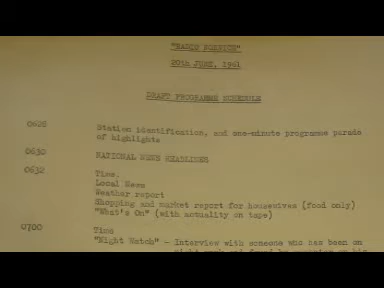 "RADIO NORWICH"
20th JUNE, 1961
DRAFT PROGRAMME SCHEDULE
0628 Station identification, and one-minute programme parade
of highlights
0630 NATIONAL NEWS HEADLINES
0632 Time.
Local News
Weather report
Shopping and market report for housewives (food only)
"What's On" (with actuality on tape)
0700 Time
"Night Watch" - Interview with someone who has been on